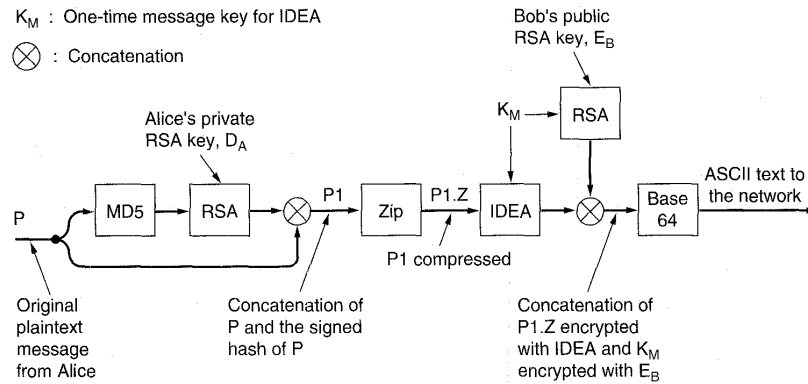 K_M : One-time message key for IDEA
⊗ : Concatenation
Bob's public
RSA key, E_B
Alice's private
RSA key, D_A
K_M
RSA
ASCII text to
the network
P
MD5
RSA
P1
Zip
P1.Z
IDEA
Base
64
P1 compressed
Original
plaintext
message
from Alice
Concatenation of
P and the signed
hash of P
Concatenation of
P1.Z encrypted
with IDEA and K_M
encrypted with E_B